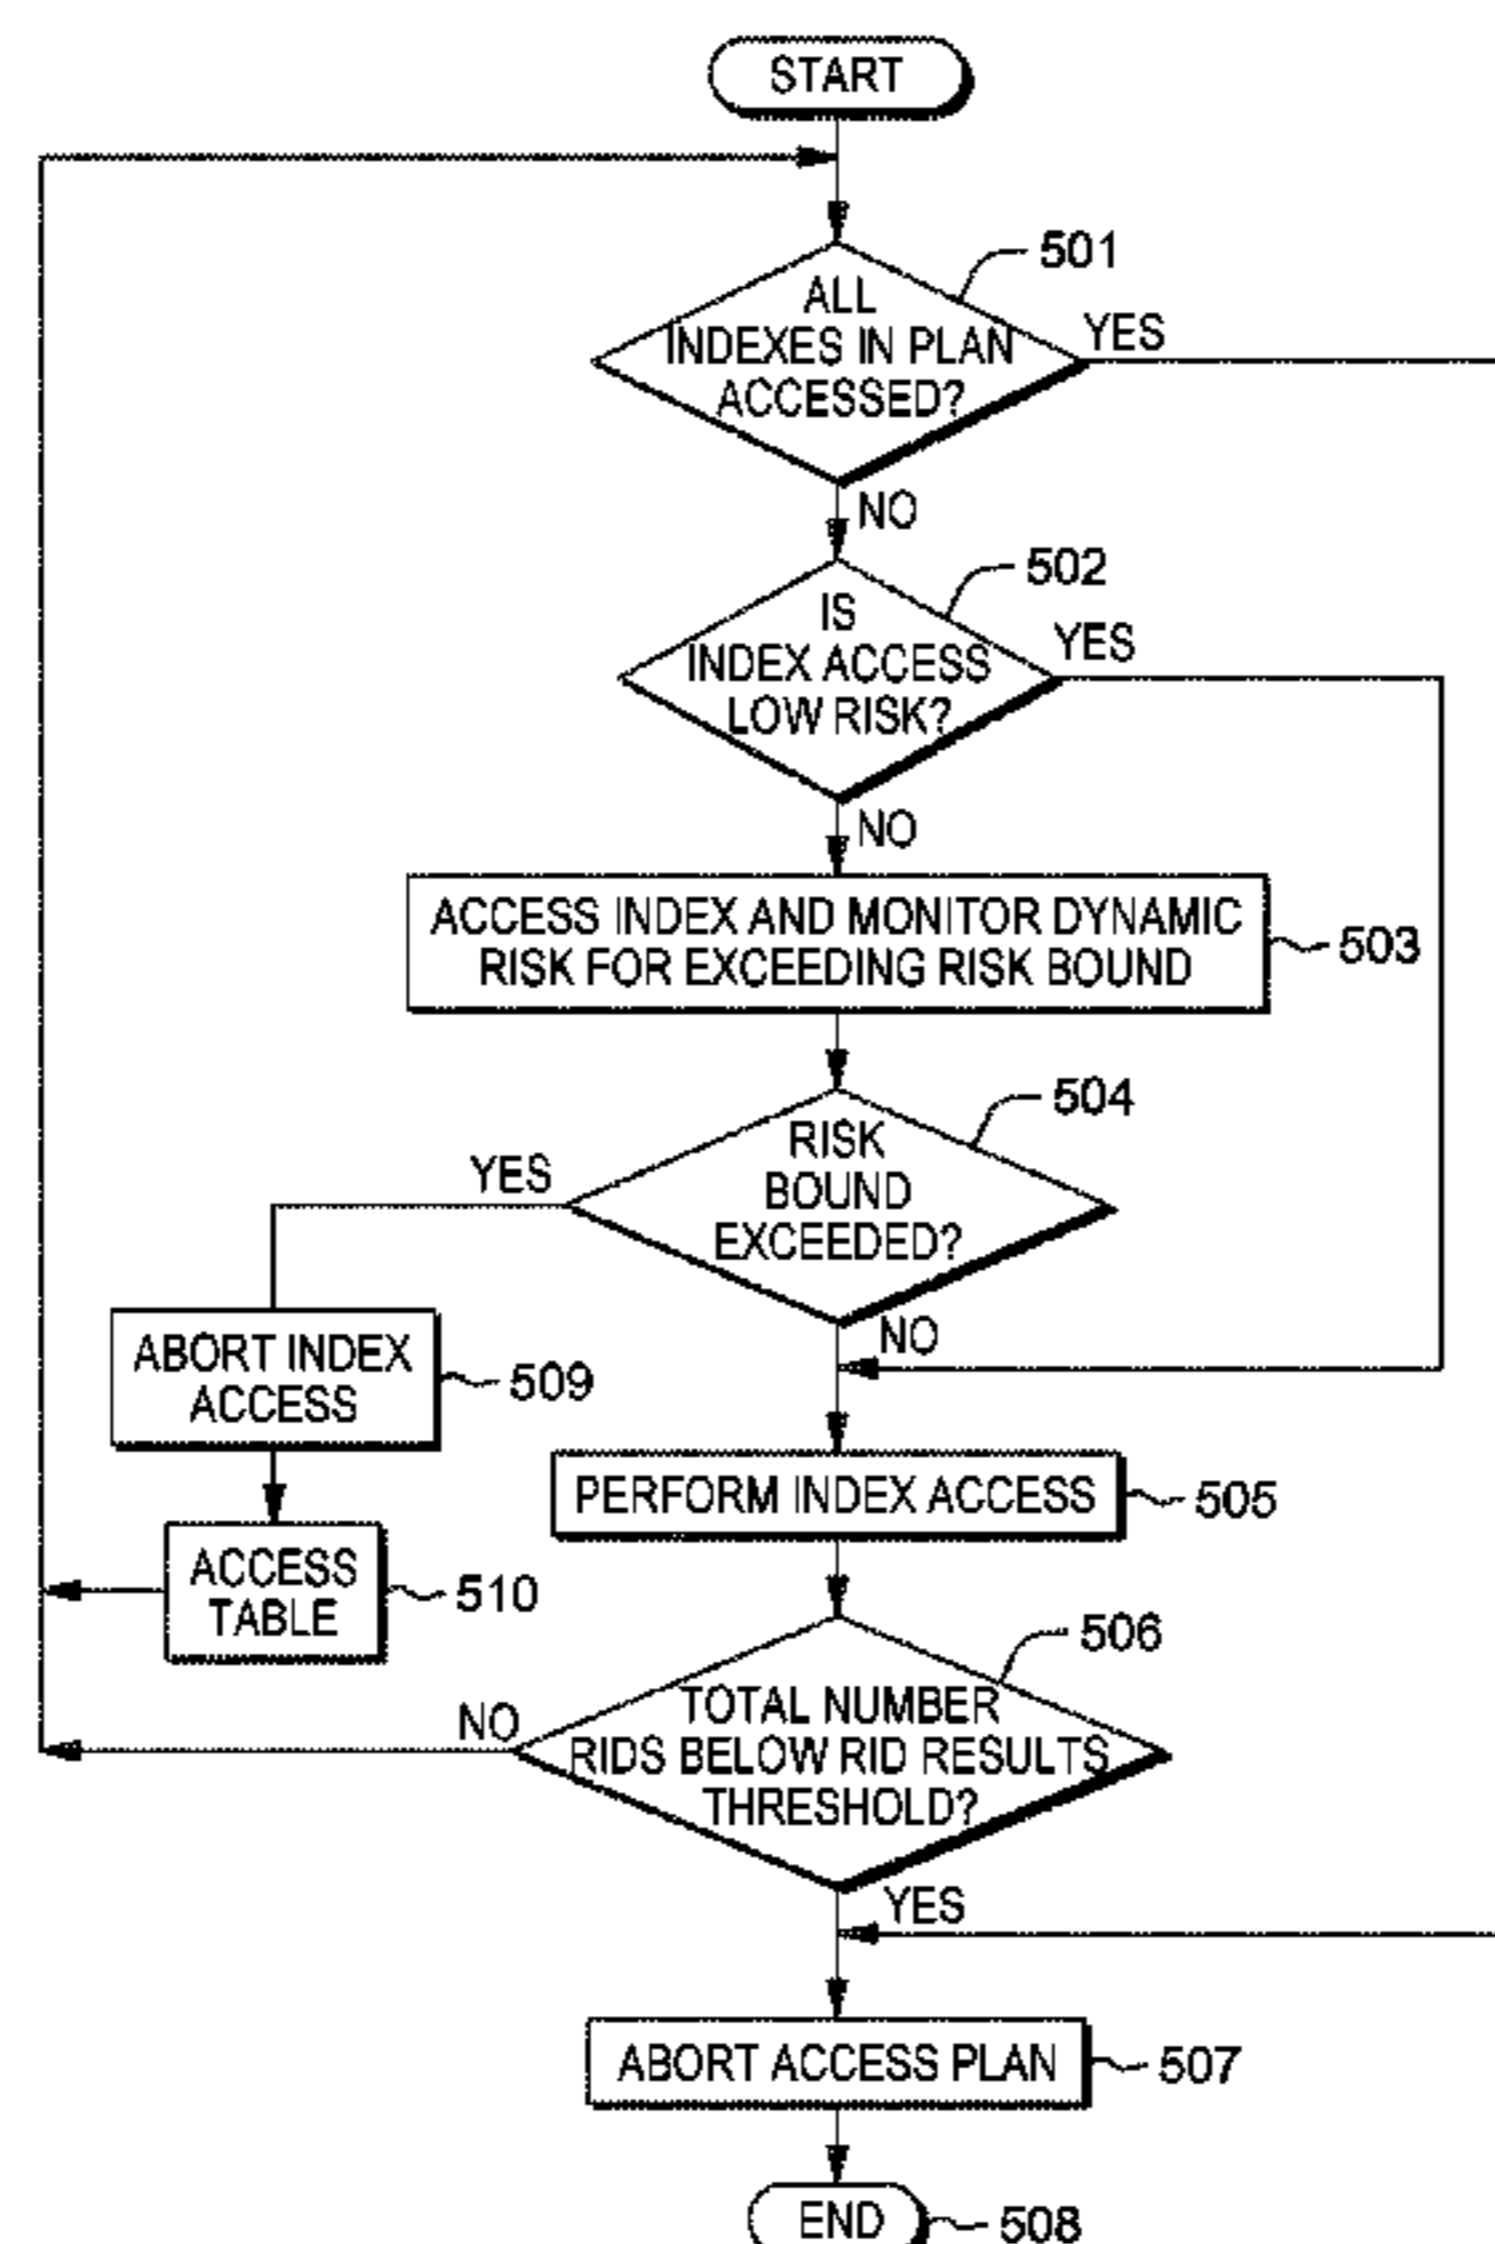 START
501
ALL
INDEXES IN PLAN
ACCESSED?
YES
NO
502
IS
INDEX ACCESS
LOW RISK?
YES
NO
ACCESS INDEX AND MONITOR DYNAMIC
RISK FOR EXCEEDING RISK BOUND
503
504
RISK
BOUND
EXCEEDED?
YES
NO
ABORT INDEX
ACCESS
509
PERFORM INDEX ACCESS
505
ACCESS
TABLE
510
506
TOTAL NUMBER
RIDS BELOW RID RESULTS
THRESHOLD?
NO
YES
ABORT ACCESS PLAN
507
END
508